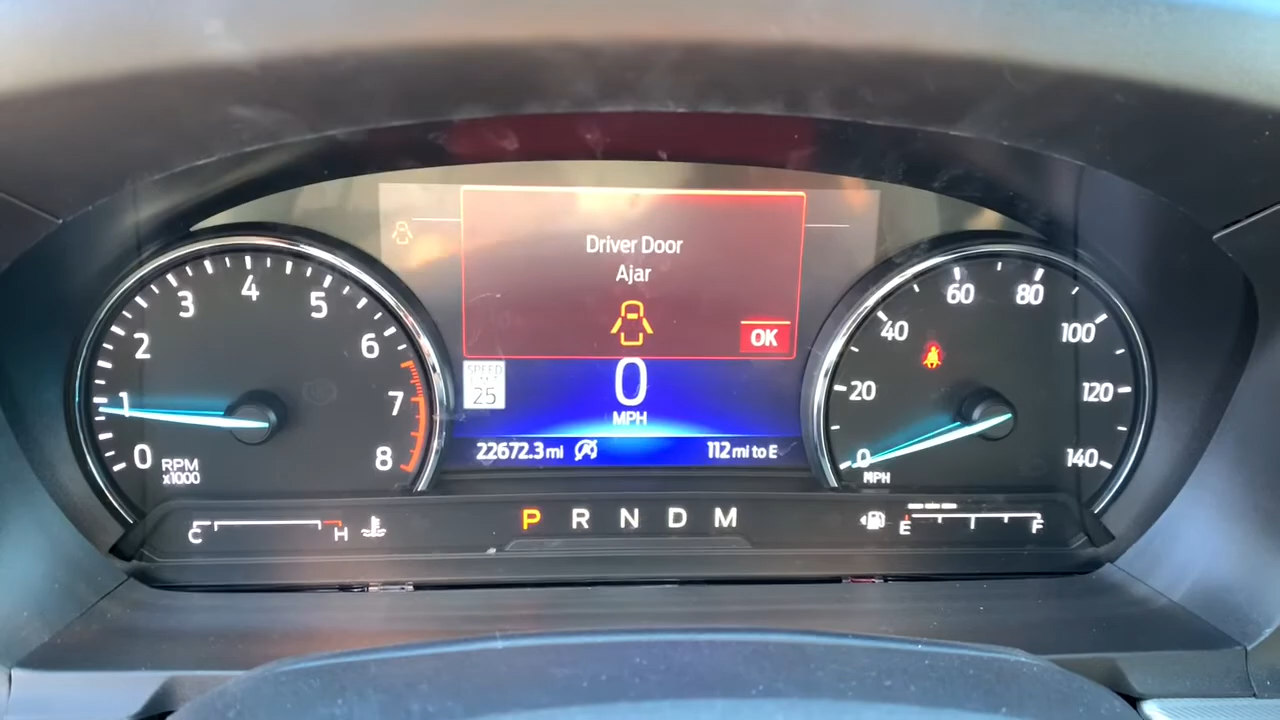 Driver Door
Ajar
OK
SPEED
LIMIT
25
0
MPH
22672.3 mi
112 mi to E
0
1
2
3
4
5
6
7
8
RPM
x1000
0
20
40
60
80
100
120
140
MPH
C
H
P R N D M
E
F